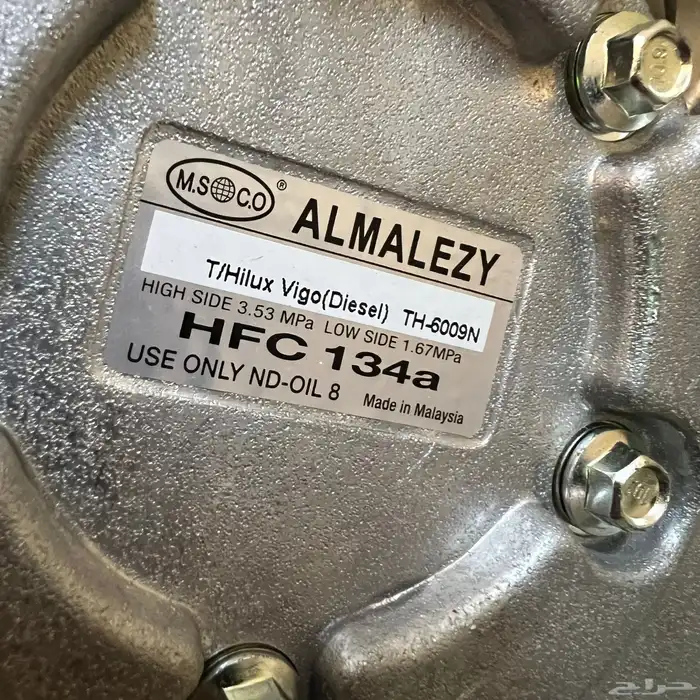 M.S C.O ®
ALMALEZY
T/Hilux Vigo(Diesel) TH-6009N
HIGH SIDE 3.53 MPa LOW SIDE 1.67MPa
HFC 134a
USE ONLY ND-OIL 8
Made in Malaysia
حراج